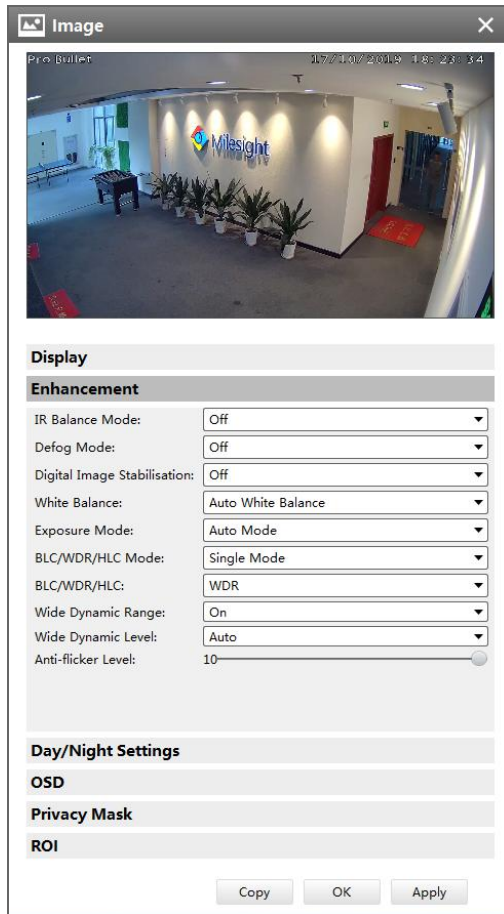 Image
Pro Bullet 17/10/2019 18:23:34
Milesight
Display
Enhancement
IR Balance Mode: Off
Defog Mode: Off
Digital Image Stabilisation: Off
White Balance: Auto White Balance
Exposure Mode: Auto Mode
BLC/WDR/HLC Mode: Single Mode
BLC/WDR/HLC: WDR
Wide Dynamic Range: On
Wide Dynamic Level: Auto
Anti-flicker Level: 10
Day/Night Settings
OSD
Privacy Mask
ROI
Copy OK Apply